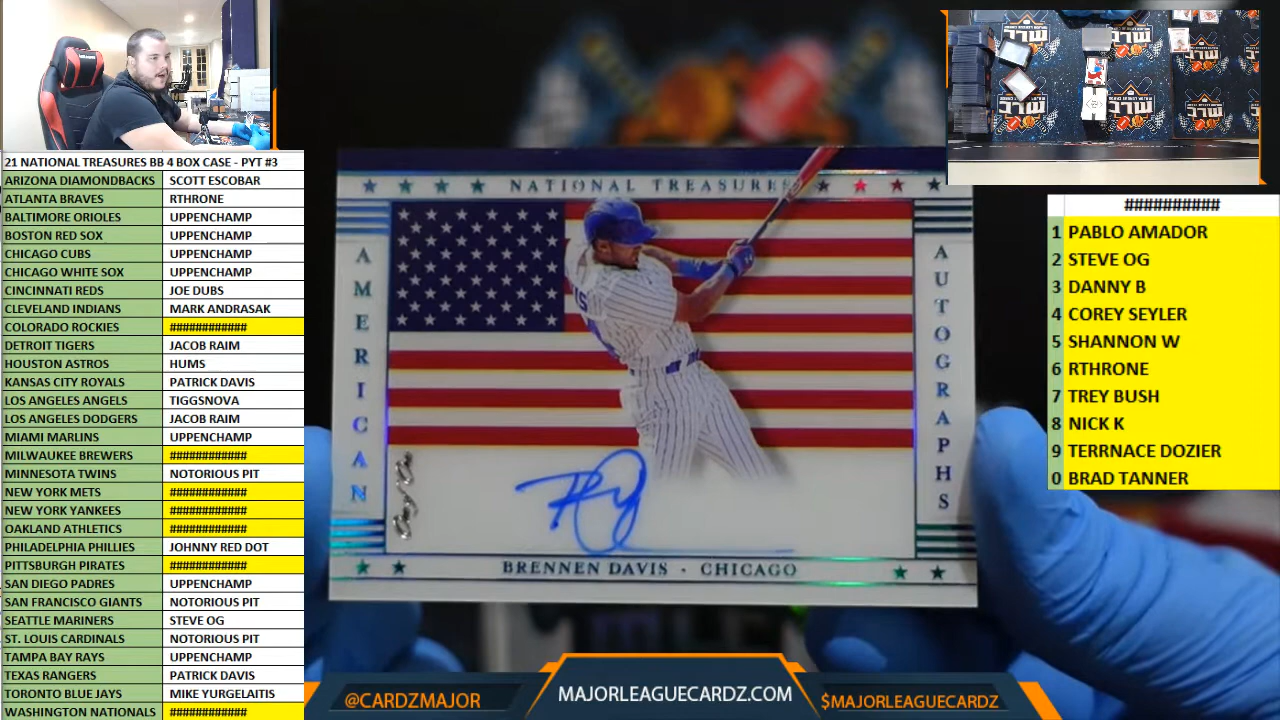 21 NATIONAL TREASURES BB 4 BOX CASE - PYT #3
ARIZONA DIAMONDBACKS SCOTT ESCOBAR
ATLANTA BRAVES RTHRONE
BALTIMORE ORIOLES UPPENCHAMP
BOSTON RED SOX UPPENCHAMP
CHICAGO CUBS UPPENCHAMP
CHICAGO WHITE SOX UPPENCHAMP
CINCINNATI REDS JOE DUBS
CLEVELAND INDIANS MARK ANDRASAK
COLORADO ROCKIES ############
DETROIT TIGERS JACOB RAIM
HOUSTON ASTROS HUMS
KANSAS CITY ROYALS PATRICK DAVIS
LOS ANGELES ANGELS TIGGSNOVA
LOS ANGELES DODGERS JACOB RAIM
MIAMI MARLINS UPPENCHAMP
MILWAUKEE BREWERS ############
MINNESOTA TWINS NOTORIOUS PIT
NEW YORK METS ############
NEW YORK YANKEES ############
OAKLAND ATHLETICS ############
PHILADELPHIA PHILLIES JOHNNY RED DOT
PITTSBURGH PIRATES ############
SAN DIEGO PADRES UPPENCHAMP
SAN FRANCISCO GIANTS NOTORIOUS PIT
SEATTLE MARINERS STEVE OG
ST. LOUIS CARDINALS NOTORIOUS PIT
TAMPA BAY RAYS UPPENCHAMP
TEXAS RANGERS PATRICK DAVIS
TORONTO BLUE JAYS MIKE YURGELAITIS
WASHINGTON NATIONALS ############
NATIONAL TREASURES
AMERICAN
AUTOGRAPHS
BRENNEN DAVIS · CHICAGO
##########
1 PABLO AMADOR
2 STEVE OG
3 DANNY B
4 COREY SEYLER
5 SHANNON W
6 RTHRONE
7 TREY BUSH
8 NICK K
9 TERRNACE DOZIER
0 BRAD TANNER
@CARDZMAJOR
MAJORLEAGUECARDZ.COM
$MAJORLEAGUECARDZ